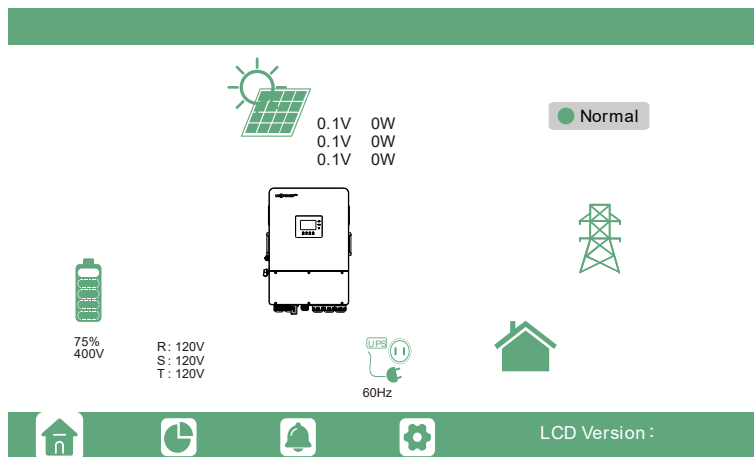 0.1V 0W
0.1V 0W
0.1V 0W
Normal
75%
400V
R: 120V
S: 120V
T: 120V
UPS
60Hz
LCD Version: